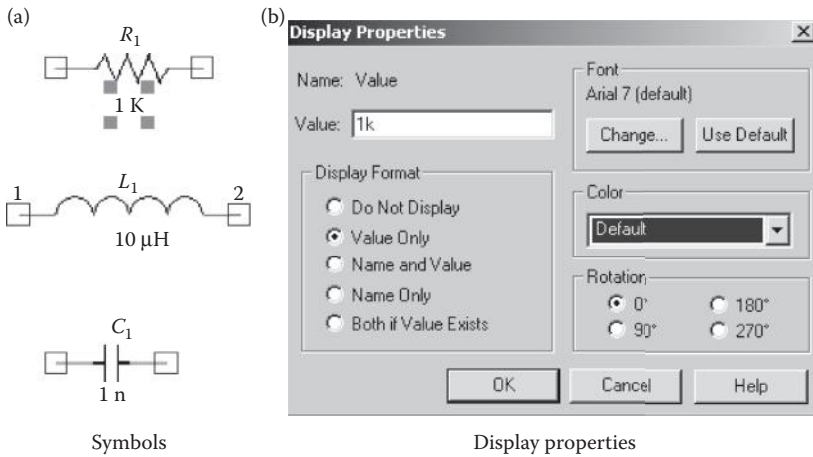 (a)
R1
1 K
1
L1
2
10 μH
C1
1 n
Symbols
(b)
Display Properties
Name: Value
Value: 1k
Display Format
Do Not Display
Value Only
Name and Value
Name Only
Both if Value Exists
Font
Arial 7 (default)
Change...
Use Default
Color
Default
Rotation
0°
180°
90°
270°
OK
Cancel
Help
Display properties